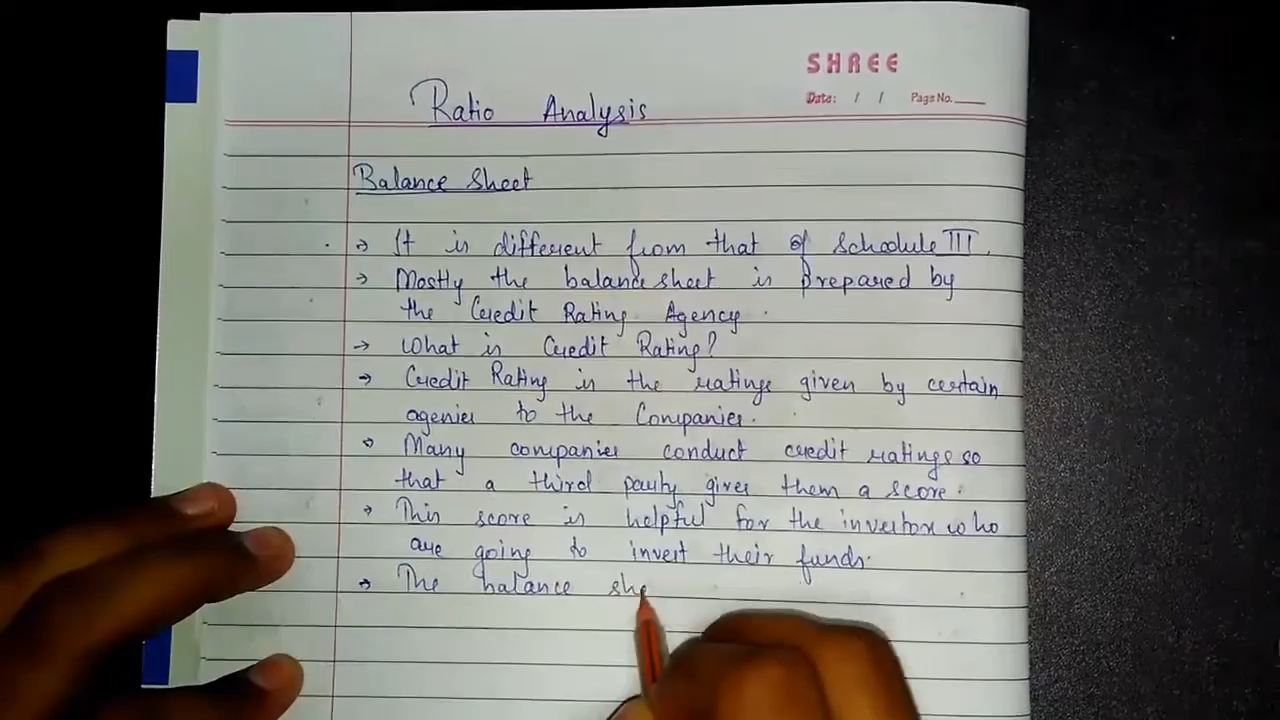 SHREE
Date: / / Page No.
Ratio Analysis
Balance Sheet
→ It is different from that of Schedule III.
→ Mostly the balance sheet is prepared by
the Credit Rating Agency.
→ What is Credit Rating?
→ Credit Rating is the ratings given by certain
agenies to the Companies.
→ Many companies conduct credit ratings so
that a third party gives them a score.
→ This score is helpful for the investors who
are going to invest their funds.
→ The balance she